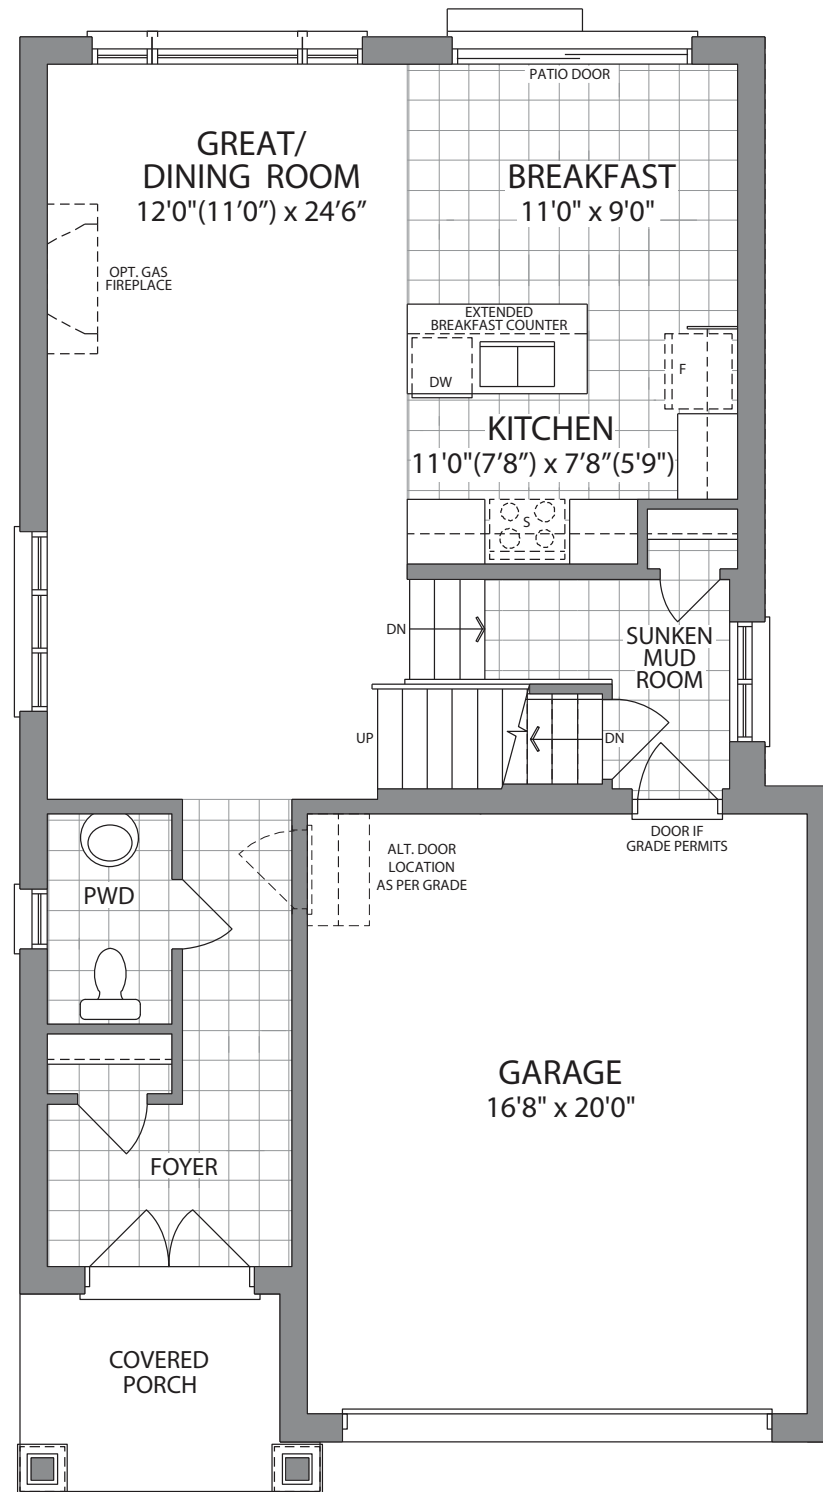 PATIO DOOR
GREAT/
DINING ROOM
12'0"(11'0") x 24'6"
BREAKFAST
11'0" x 9'0"
OPT. GAS
FIREPLACE
EXTENDED
BREAKFAST COUNTER
DW
F
KITCHEN
11'0"(7'8") x 7'8"(5'9")
S
DN
SUNKEN
MUD
ROOM
UP
DN
DOOR IF
GRADE PERMITS
ALT. DOOR
LOCATION
AS PER GRADE
PWD
GARAGE
16'8" x 20'0"
FOYER
COVERED
PORCH